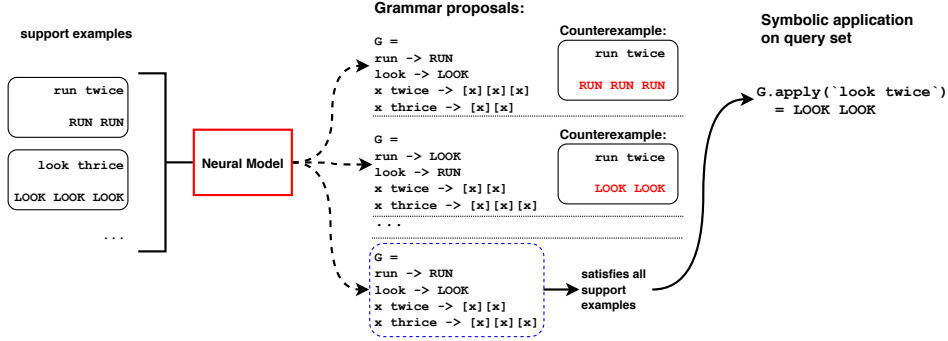 support examples
run twice
RUN RUN
look thrice
LOOK LOOK LOOK
...
Neural Model
Grammar proposals:
G =
run -> RUN
look -> LOOK
x twice -> [x][x][x]
x thrice -> [x][x]
Counterexample:
run twice
RUN RUN RUN
G =
run -> LOOK
look -> RUN
x twice -> [x][x]
x thrice -> [x][x][x]
Counterexample:
run twice
LOOK LOOK
...
G =
run -> RUN
look -> LOOK
x twice -> [x][x]
x thrice -> [x][x][x]
satisfies all
support
examples
Symbolic application
on query set
G.apply(`look twice`)
= LOOK LOOK